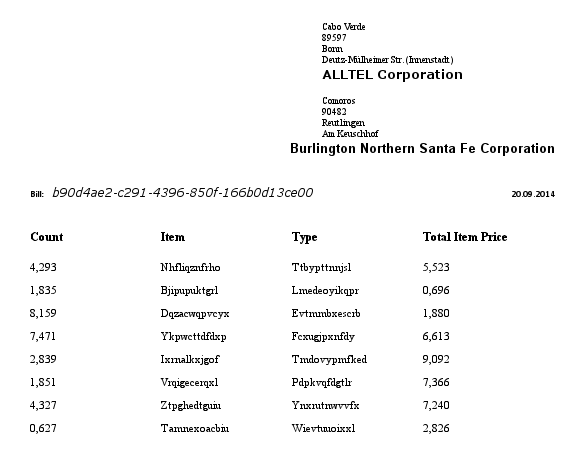 Cabo Verde
89597
Bonn
Deutz-Mülheimer Str. (Innenstadt)
ALLTEL Corporation
Comoros
90482
Reutlingen
Am Keuschhof
Burlington Northern Santa Fe Corporation
Bill: b90d4ae2-c291-4396-850f-166b0d13ce00 20.09.2014
Count Item Type Total Item Price
4,293 Nhfliqznfrho Ttbypttnnjsl 5,523
1,835 Bjipupuktgrl Lmedeoyikqpr 0,696
8,159 Dqzacwqpvcyx Evtmmbxescrb 1,880
7,471 Ykpwcttdfdxp Fcxugjpxnfdy 6,613
2,839 Ixrnalkxjgof Tmdovypmfked 9,092
1,851 Vrqigecerqxl Pdpkvqfdgtlr 7,366
4,327 Ztpghedtguiu Ynxrutnwvvfx 7,240
0,627 Tamnexoacbiu Wievtuuoixxl 2,826